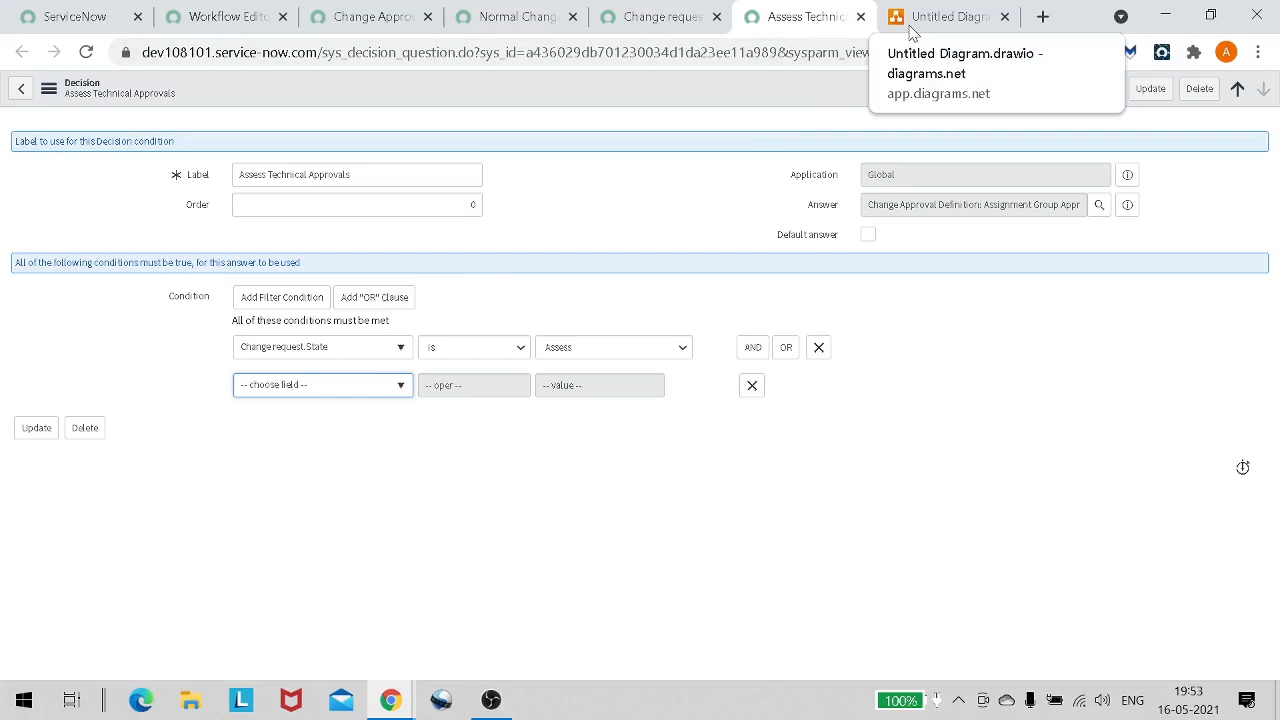 ServiceNow
Workflow Edito
Change Approv
Normal Chang
Change reques
Assess Technic
Untitled Diagra
dev108101.service-now.com/sys_decision_question.do?sys_id=a436029db701230034d1da23ee11a989&sysparm_view
A
Untitled Diagram.drawio -
diagrams.net
app.diagrams.net
Decision
Assess Technical Approvals
Update
Delete
Label to use for this Decision condition
Label
Assess Technical Approvals
Application
Global
Order
0
Answer
Change Approval Definition: Assignment Group Appr
Default answer
All of the following conditions must be true, for this answer to be used
Condition
Add Filter Condition
Add "OR" Clause
All of these conditions must be met
Change request.State
is
Assess
AND
OR
-- choose field --
-- oper --
-- value --
Update
Delete
L
100%
ENG
19:53
16-05-2021